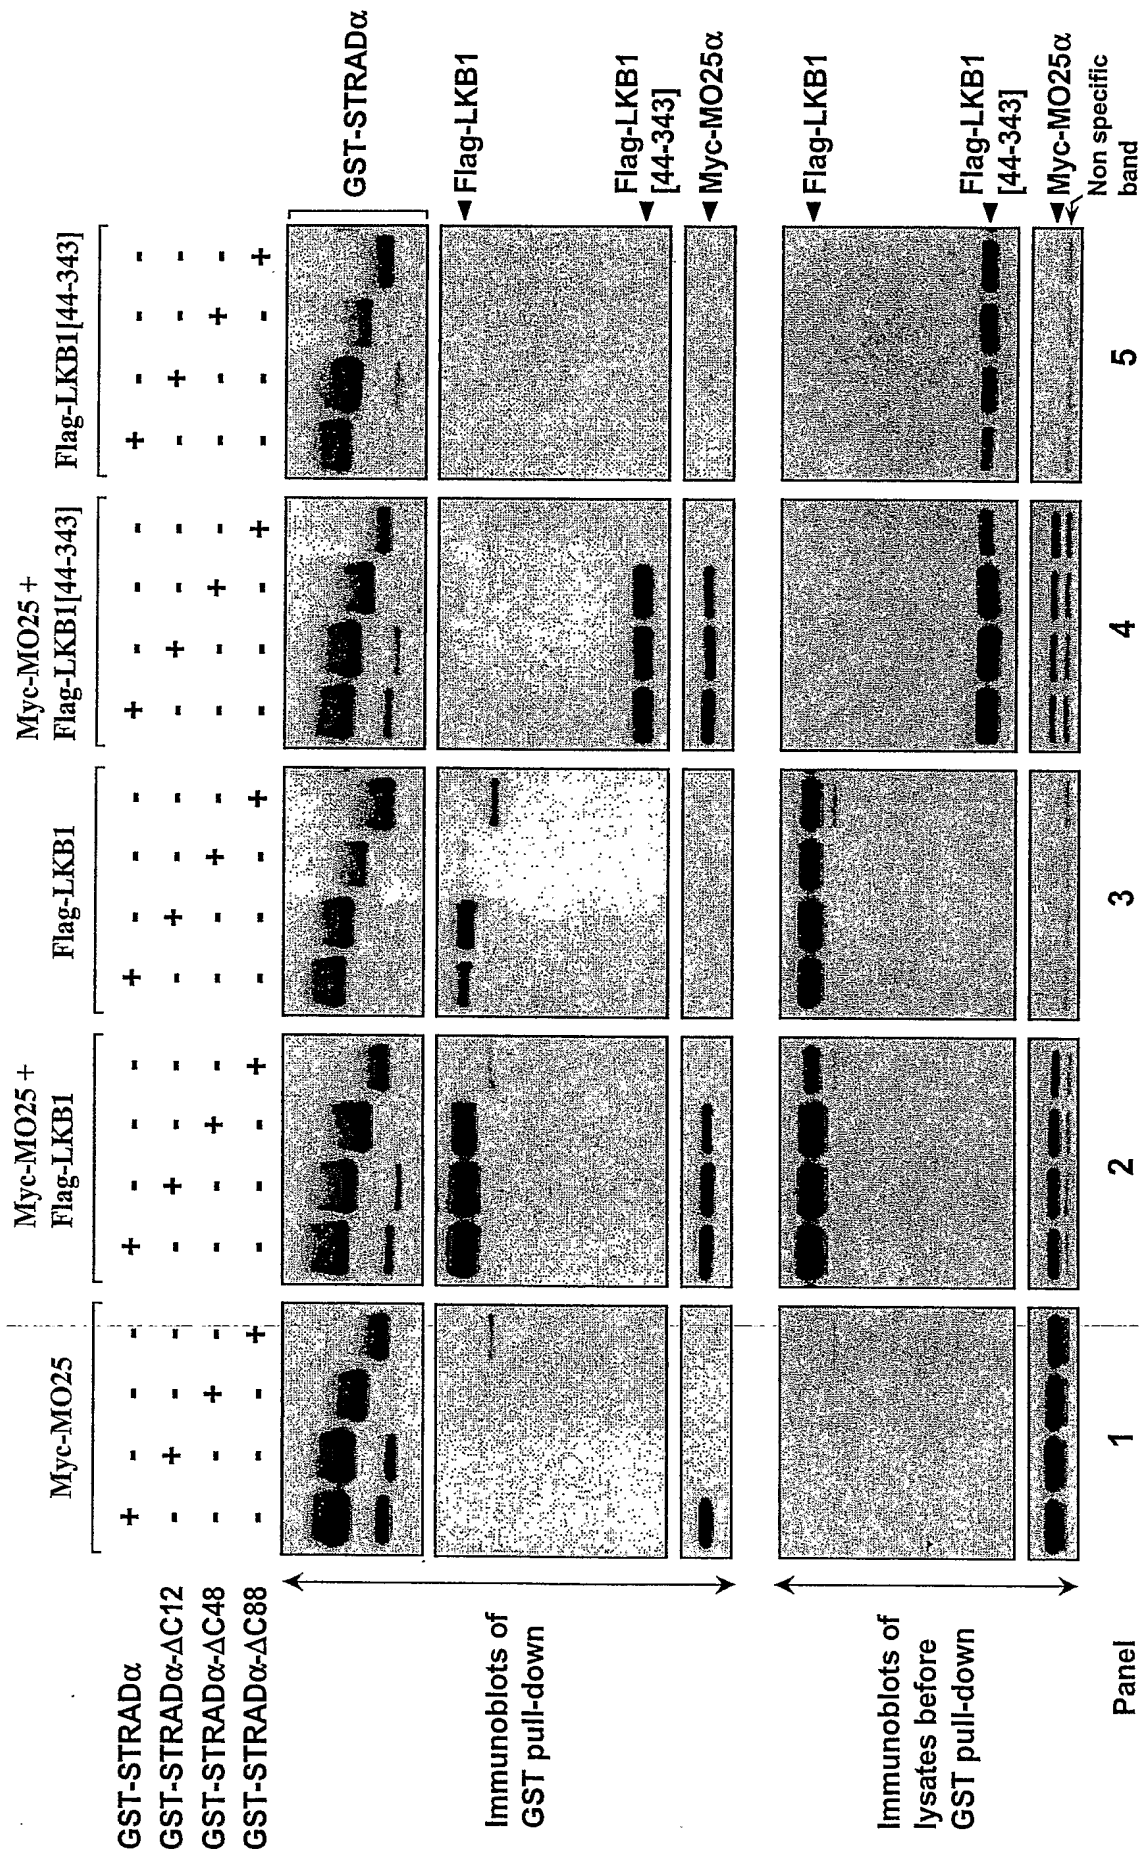 Myc-MO25
Myc-MO25 +
Flag-LKB1
Flag-LKB1
Myc-MO25 +
Flag-LKB1[44-343]
Flag-LKB1[44-343]
GST-STRADα + - - - + - - - + - - - + - - - + - - -
GST-STRADα-ΔC12 - + - - - + - - - + - - - + - - - + - -
GST-STRADα-ΔC48 - - + - - - + - - - + - - - + - - - + -
GST-STRADα-ΔC88 - - - + - - - + - - - + - - - + - - - +
GST-STRADα
Immunoblots of
GST pull-down
Flag-LKB1
Flag-LKB1
[44-343]
Myc-MO25α
Immunoblots of
lysates before
GST pull-down
Flag-LKB1
Flag-LKB1
[44-343]
Myc-MO25α
Non specific
band
Panel 1 2 3 4 5